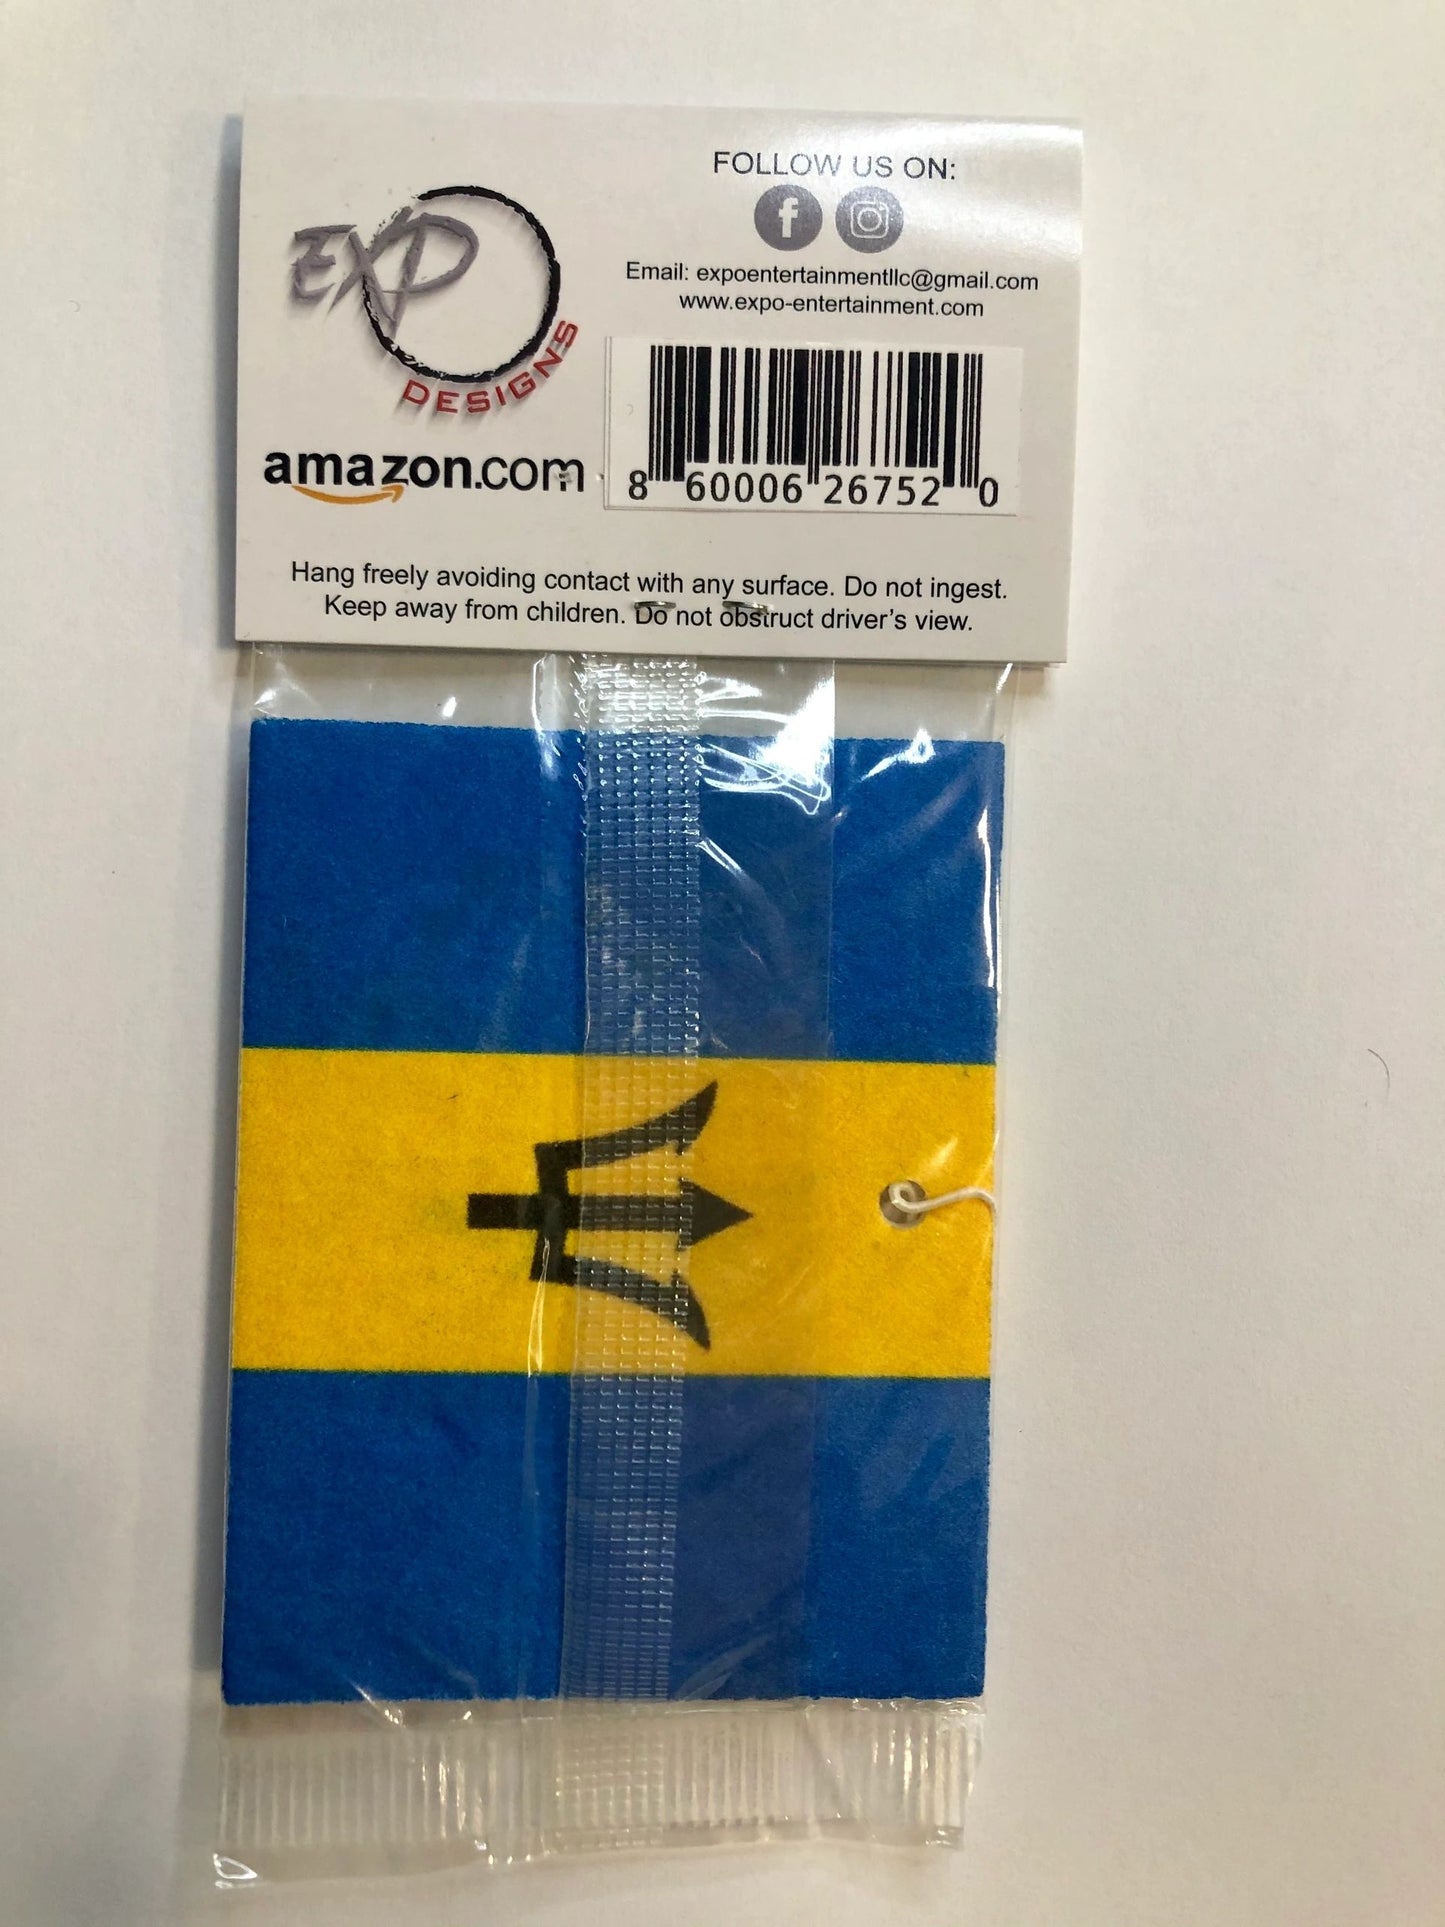 EXPO
DESIGNS
amazon.com
FOLLOW US ON:
Email: expoentertainmentllc@gmail.com
www.expo-entertainment.com
8 60006 26752 0
Hang freely avoiding contact with any surface. Do not ingest.
Keep away from children. Do not obstruct driver's view.